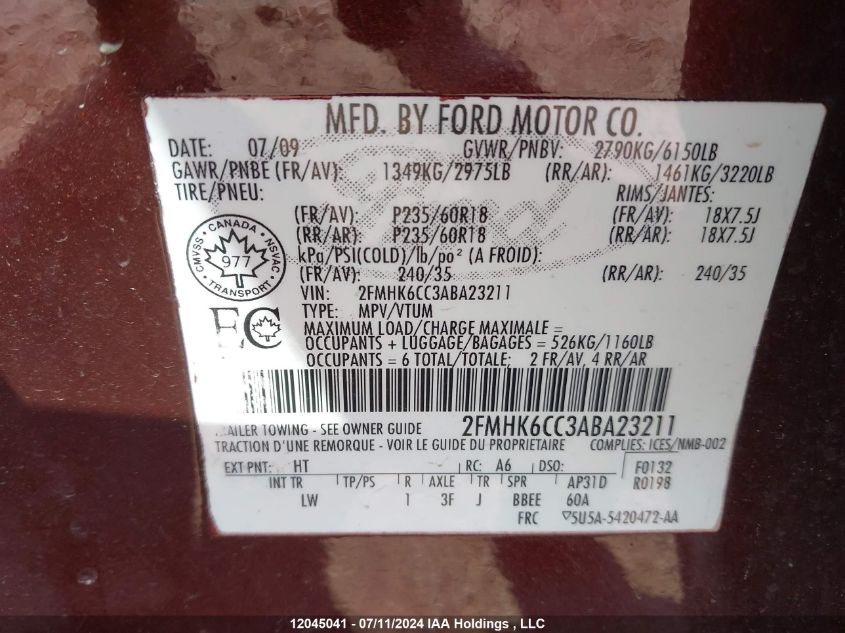 MFD. BY FORD MOTOR CO.
DATE: 07/09 GVWR/PNBV: 2790KG/6150LB
GAWR/PNBE (FR/AV): 1349KG/2975LB (RR/AR): 1461KG/3220LB
TIRE/PNEU: RIMS/JANTES:
(FR/AV): P235/60R18 (FR/AV): 18X7.5J
(RR/AR): P235/60R18 (RR/AR): 18X7.5J
kPa/PSI(COLD)/lb/po² (A FROID):
(FR/AV): 240/35 (RR/AR): 240/35
CMVSS CANADA NSVAC
977
TRANSPORT
VIN: 2FMHK6CC3ABA23211
TYPE: MPV/VTUM
EC
MAXIMUM LOAD/CHARGE MAXIMALE =
OCCUPANTS + LUGGAGE/BAGAGES = 526KG/1160LB
OCCUPANTS = 6 TOTAL/TOTALE; 2 FR/AV, 4 RR/AR
AILER TOWING - SEE OWNER GUIDE 2FMHK6CC3ABA23211
TRACTION D'UNE REMORQUE - VOIR LE GUIDE DU PROPRIETAIRE COMPLIES: ICES/NMB-002
EXT PNT: HT RC: A6 DSO: F0132
INT TR TP/PS R AXLE TR SPR AP31D R0198
LW 1 3F J BBEE 60A
FRC 5U5A-5420472-AA
12045041 - 07/11/2024 IAA Holdings , LLC